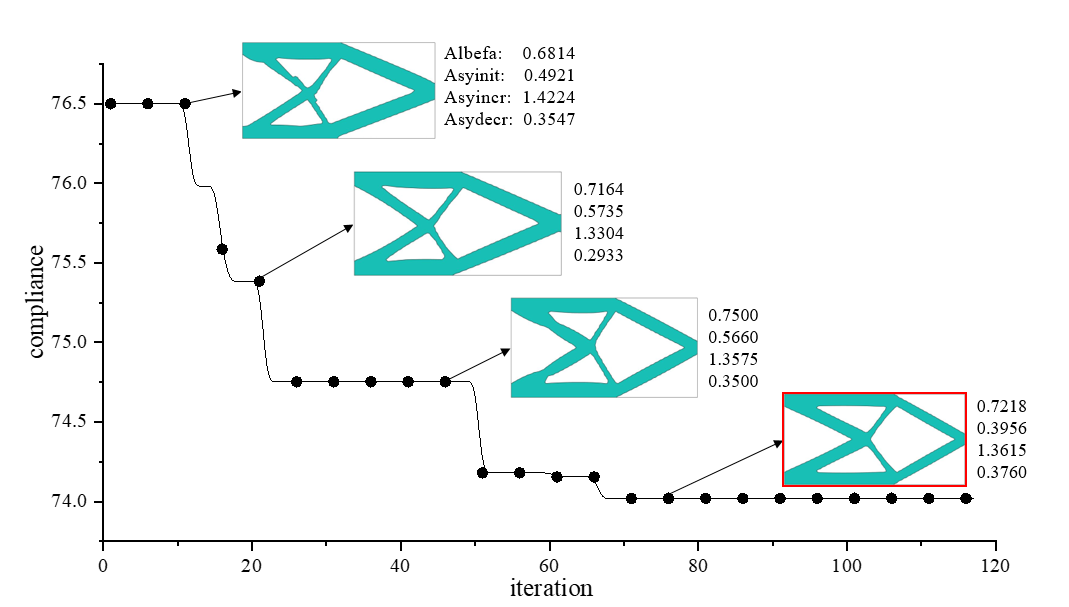 Albefa: 0.6814
Asyinit: 0.4921
Asyincr: 1.4224
Asydecr: 0.3547
0.7164
0.5735
1.3304
0.2933
0.7500
0.5660
1.3575
0.3500
0.7218
0.3956
1.3615
0.3760
compliance
76.5
76.0
75.5
75.0
74.5
74.0
0 20 40 60 80 100 120
iteration